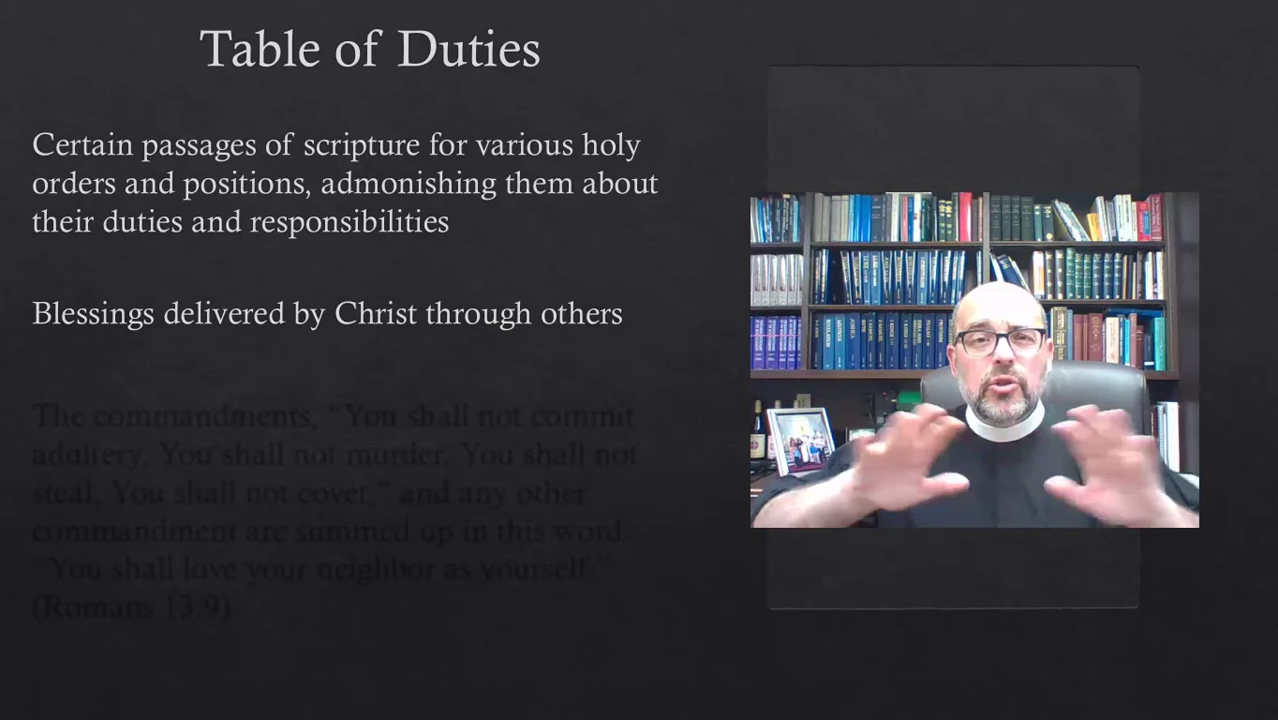 Table of Duties
Certain passages of scripture for various holy
orders and positions, admonishing them about
their duties and responsibilities
Blessings delivered by Christ through others
The commandments, “You shall not commit
adultery, You shall not murder, You shall not
steal, You shall not covet,” and any other
commandment are summed up in this word:
“You shall love your neighbor as yourself.”
(Romans 13:9)